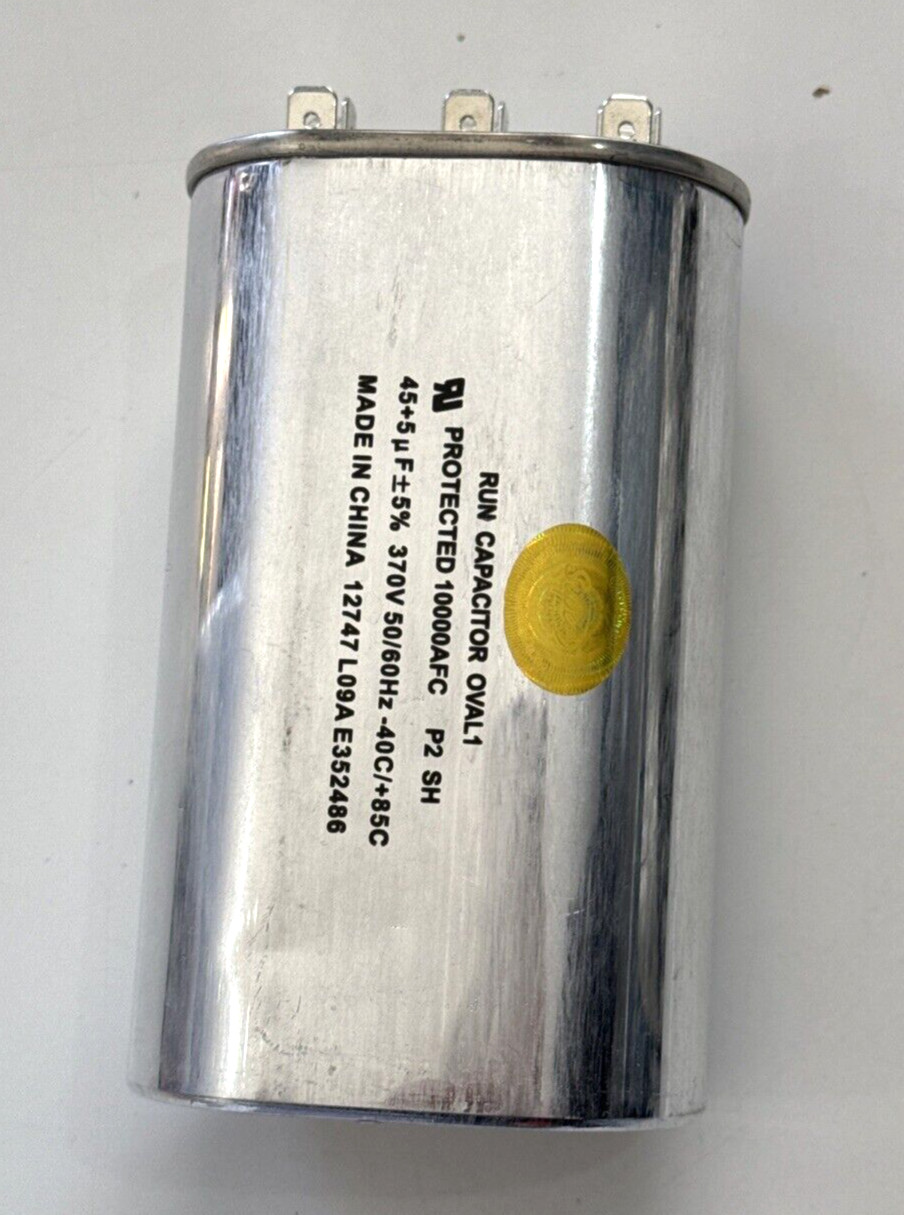 RUN CAPACITOR OVAL1
PROTECTED 10000AFC P2 SH
45+5μF±5% 370V 50/60Hz -40C/+85C
MADE IN CHINA 12747 L09A E352486